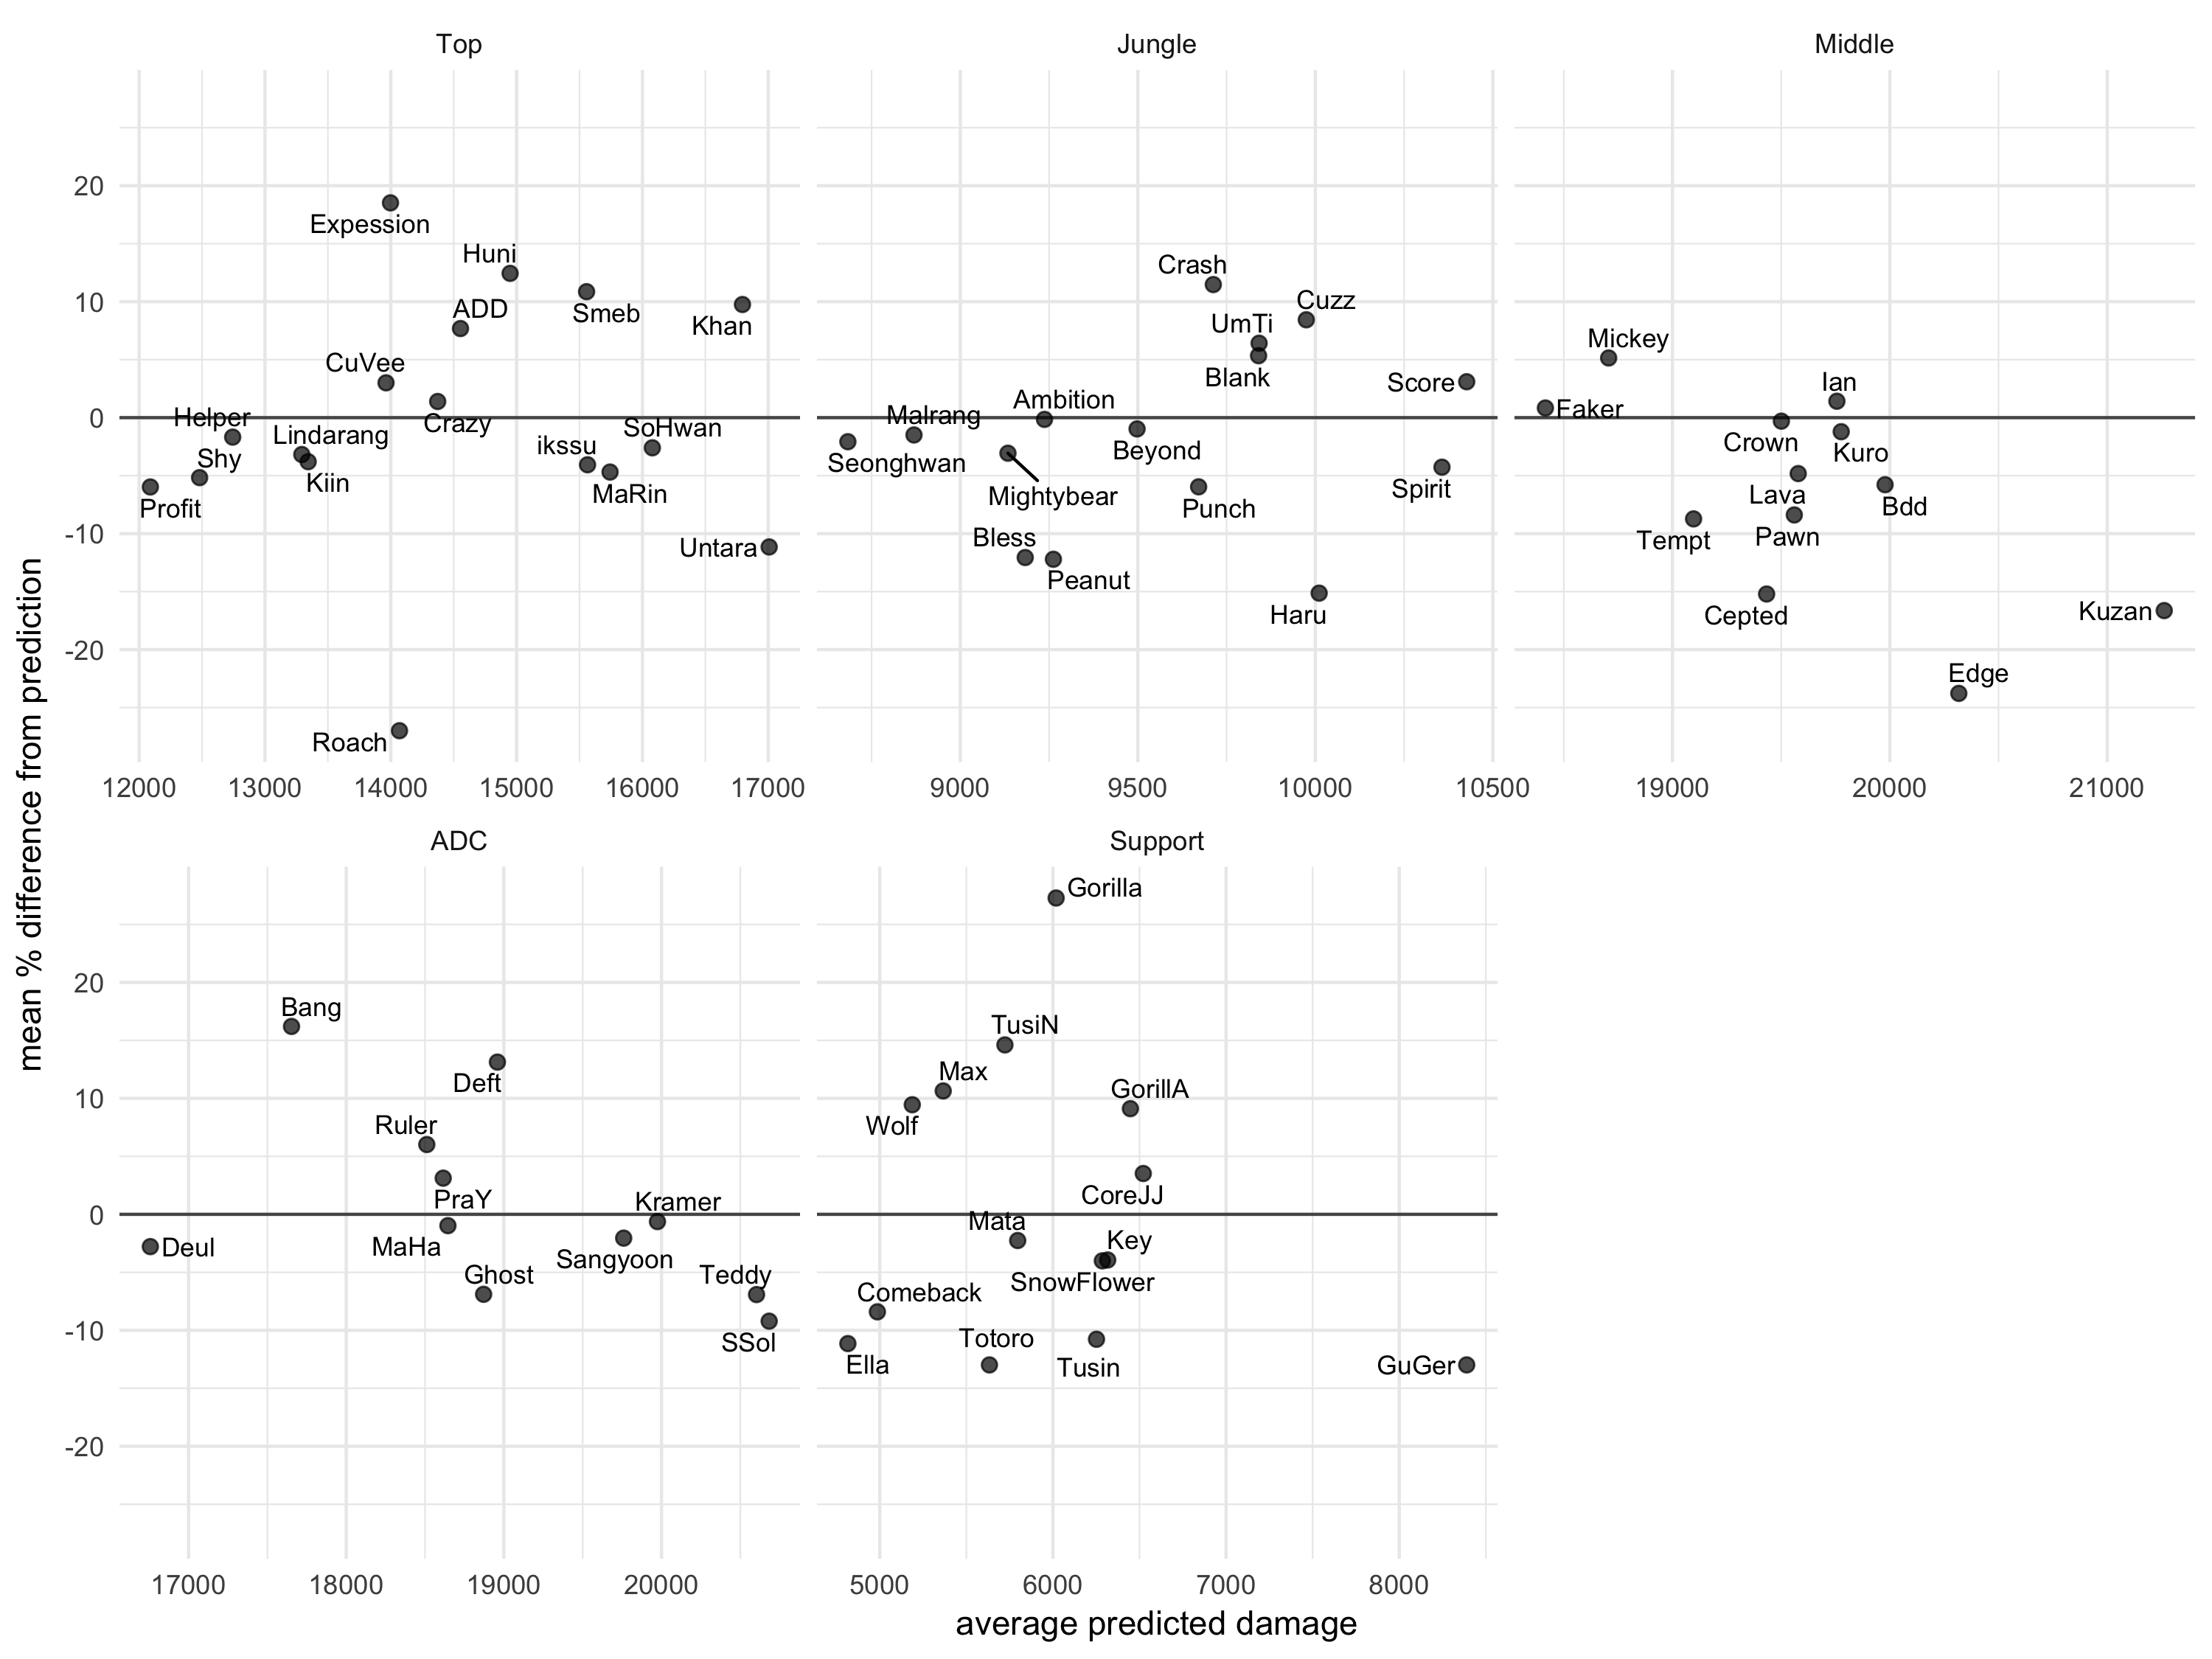 Top
Jungle
Middle
mean % difference from prediction
20
10
0
-10
-20
Expession
Huni
ADD
Smeb
Khan
CuVee
Crazy
Helper
Lindarang
Shy
Kiin
Profit
ikssu
SoHwan
MaRin
Untara
Roach
12000 13000 14000 15000 16000 17000
Crash
Cuzz
UmTi
Blank
Score
Ambition
Malrang
Seonghwan
Beyond
Mightybear
Punch
Spirit
Bless
Peanut
Haru
9000 9500 10000 10500
Mickey
Faker
Ian
Crown
Kuro
Lava
Bdd
Pawn
Tempt
Cepted
Kuzan
Edge
19000 20000 21000
ADC
Support
20
10
0
-10
-20
Bang
Deft
Ruler
PraY
Kramer
MaHa
Deul
Sangyoon
Ghost
Teddy
SSol
17000 18000 19000 20000
Gorilla
TusiN
Max
GorillA
Wolf
CoreJJ
Mata
Key
SnowFlower
Comeback
Totoro
Ella
Tusin
GuGer
5000 6000 7000 8000
average predicted damage